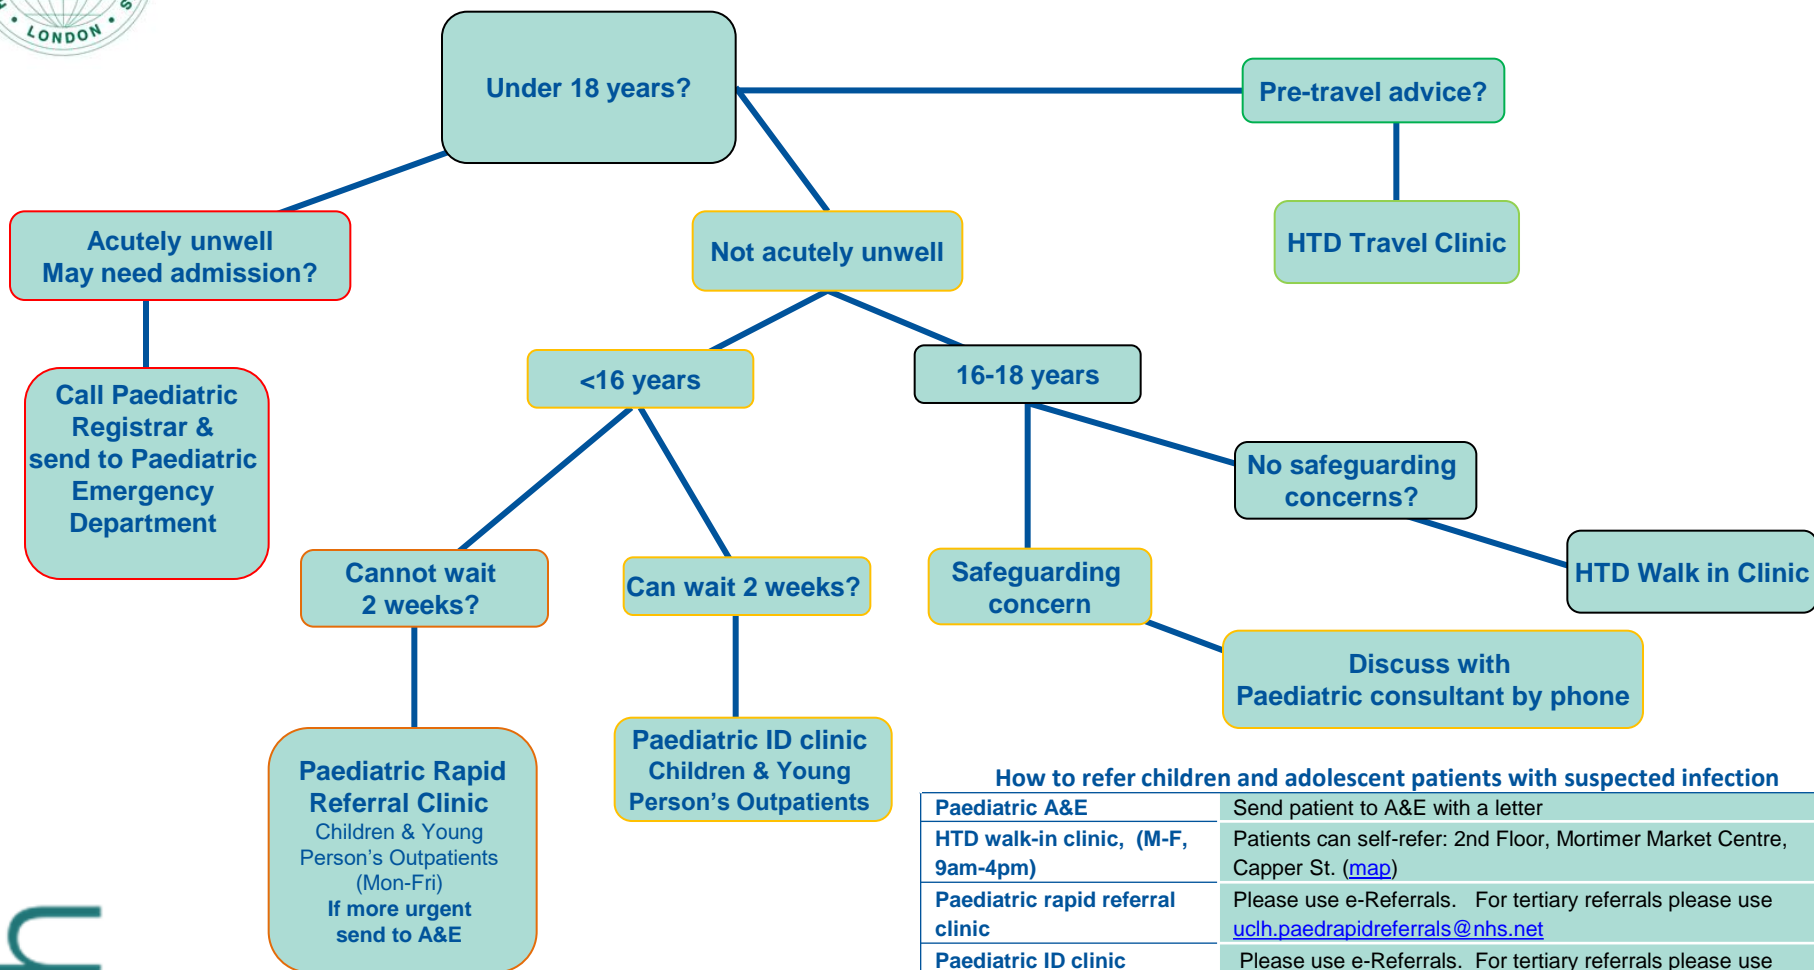 LONDON
Under 18 years?
Pre-travel advice?
Acutely unwell
May need admission?
Not acutely unwell
HTD Travel Clinic
Call Paediatric
Registrar &
send to Paediatric
Emergency
Department
<16 years
16-18 years
No safeguarding
concerns?
Cannot wait
2 weeks?
Can wait 2 weeks?
Safeguarding
concern
HTD Walk in Clinic
Discuss with
Paediatric consultant by phone
Paediatric Rapid
Referral Clinic
Children & Young
Person's Outpatients
(Mon-Fri)
If more urgent
send to A&E
Paediatric ID clinic
Children & Young
Person's Outpatients
How to refer children and adolescent patients with suspected infection
Paediatric A&E Send patient to A&E with a letter
HTD walk-in clinic, (M-F, Patients can self-refer: 2nd Floor, Mortimer Market Centre,
9am-4pm) Capper St. (map)
Paediatric rapid referral Please use e-Referrals. For tertiary referrals please use
clinic uclh.paedrapidreferrals@nhs.net
Paediatric ID clinic Please use e-Referrals. For tertiary referrals please use